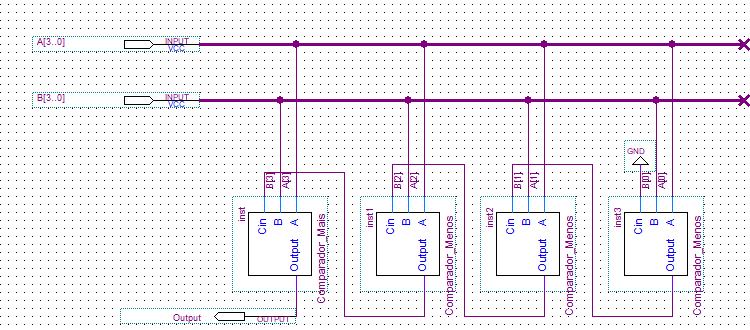 A[3..0]
INPUT
VCC
B[3..0]
INPUT
VCC
GND
B[3]
A[3]
B[2]
A[2]
B[1]
A[1]
B[0]
A[0]
inst
Cin
B
A
Output
Comparador_Mais
inst1
Cin
B
A
Output
Comparador_Menos
inst2
Cin
B
A
Output
Comparador_Menos
inst3
Cin
B
A
Output
Comparador_Menos
Output
OUTPUT